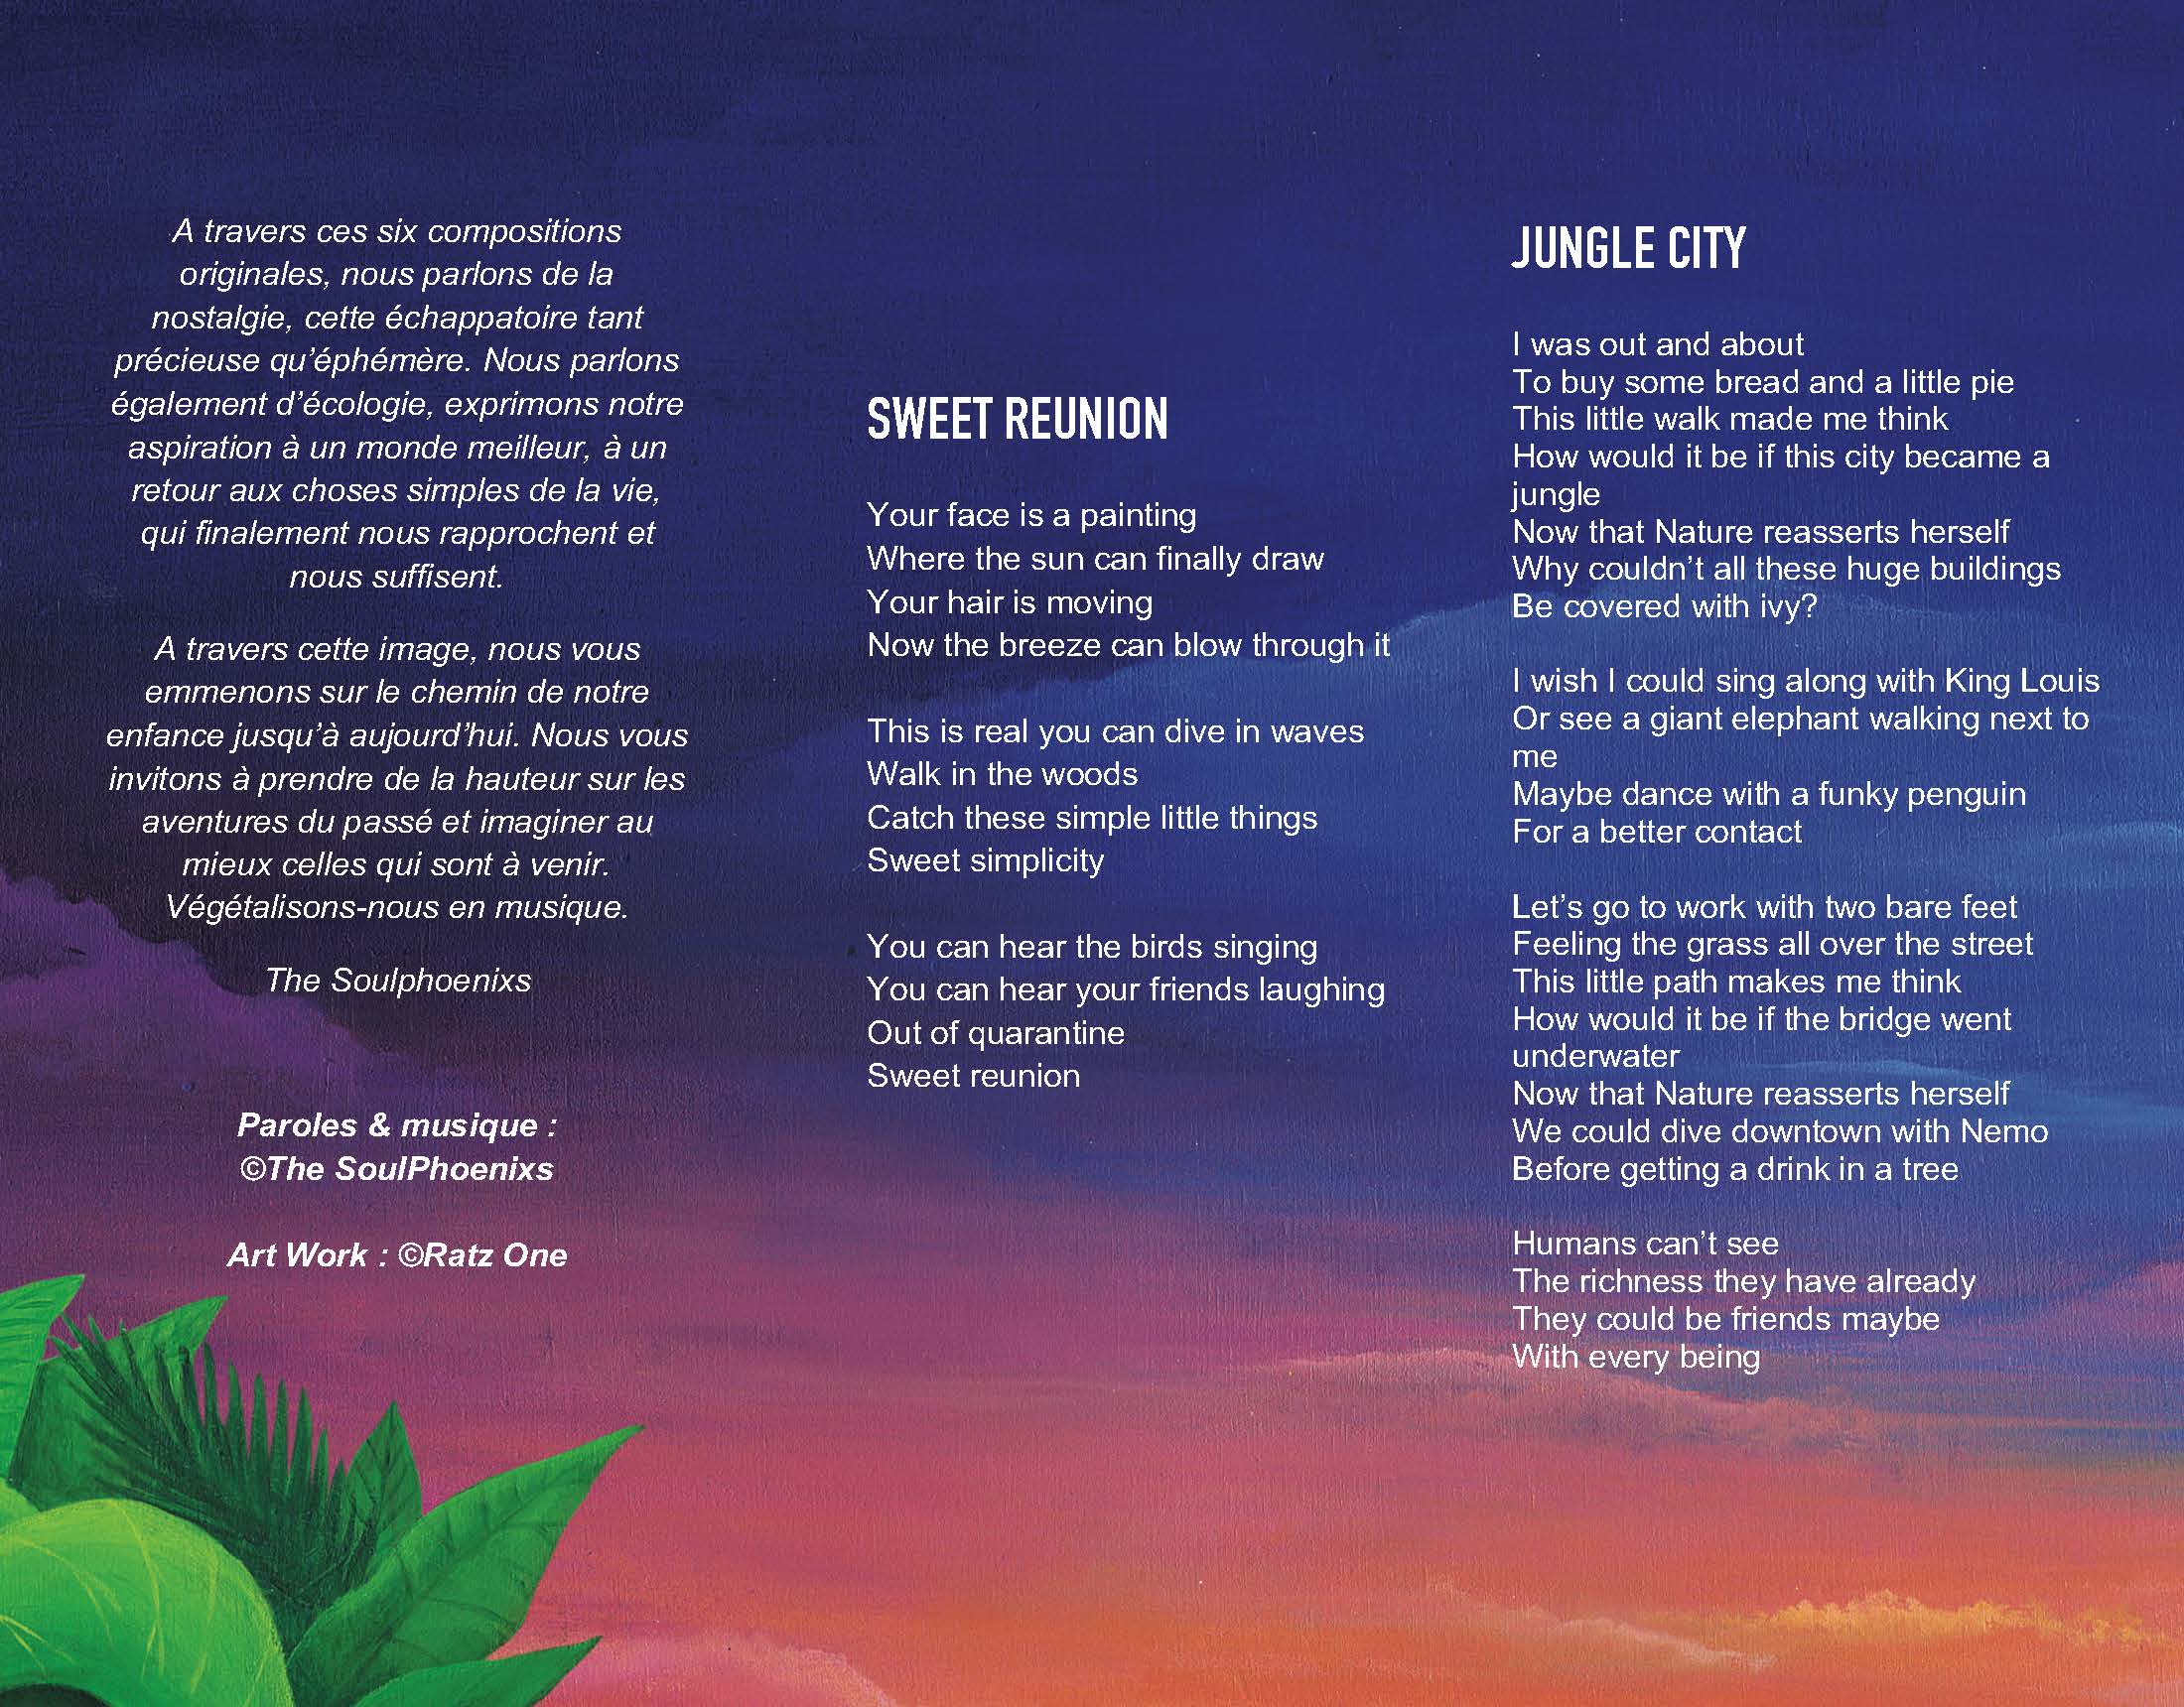 A travers ces six compositions
originales, nous parlons de la
nostalgie, cette échappatoire tant
précieuse qu'éphémère. Nous parlons
également d'écologie, exprimons notre
aspiration à un monde meilleur, à un
retour aux choses simples de la vie,
qui finalement nous rapprochent et
nous suffisent.
A travers cette image, nous vous
emmenons sur le chemin de notre
enfance jusqu'à aujourd'hui. Nous vous
invitons à prendre de la hauteur sur les
aventures du passé et imaginer au
mieux celles qui sont à venir.
Végétalisons-nous en musique.
The Soulphoenixs
Paroles & musique :
©The SoulPhoenixs
Art Work : ©Ratz One
SWEET REUNION
Your face is a painting
Where the sun can finally draw
Your hair is moving
Now the breeze can blow through it
This is real you can dive in waves
Walk in the woods
Catch these simple little things
Sweet simplicity
You can hear the birds singing
You can hear your friends laughing
Out of quarantine
Sweet reunion
JUNGLE CITY
I was out and about
To buy some bread and a little pie
This little walk made me think
How would it be if this city became a
jungle
Now that Nature reasserts herself
Why couldn't all these huge buildings
Be covered with ivy?
I wish I could sing along with King Louis
Or see a giant elephant walking next to
me
Maybe dance with a funky penguin
For a better contact
Let's go to work with two bare feet
Feeling the grass all over the street
This little path makes me think
How would it be if the bridge went
underwater
Now that Nature reasserts herself
We could dive downtown with Nemo
Before getting a drink in a tree
Humans can't see
The richness they have already
They could be friends maybe
With every being